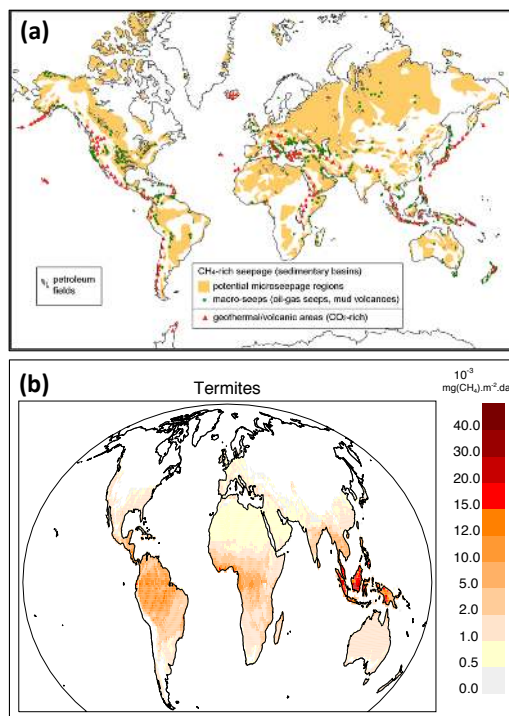 (a)
CH₄-rich seepage (sedimentary basins)
potential microseepage regions
macro-seeps (oil-gas seeps, mud volcanoes)
geothermal/volcanic areas (CO₂-rich)
petroleum
fields
(b)
Termites
10⁻³
mg(CH₄).m⁻².da
40.0
20.0
15.0
12.0
10.0
5.0
2.0
1.0
0.5
0.0